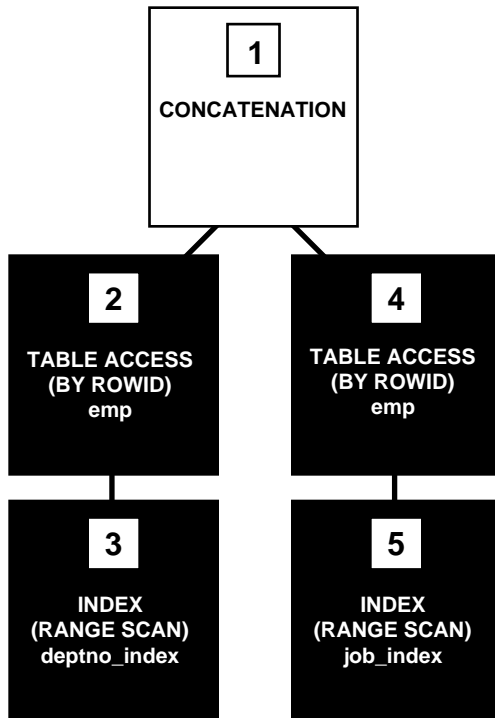 1
CONCATENATION
2
TABLE ACCESS
(BY ROWID)
emp
4
TABLE ACCESS
(BY ROWID)
emp
3
INDEX
(RANGE SCAN)
deptno_index
5
INDEX
(RANGE SCAN)
job_index